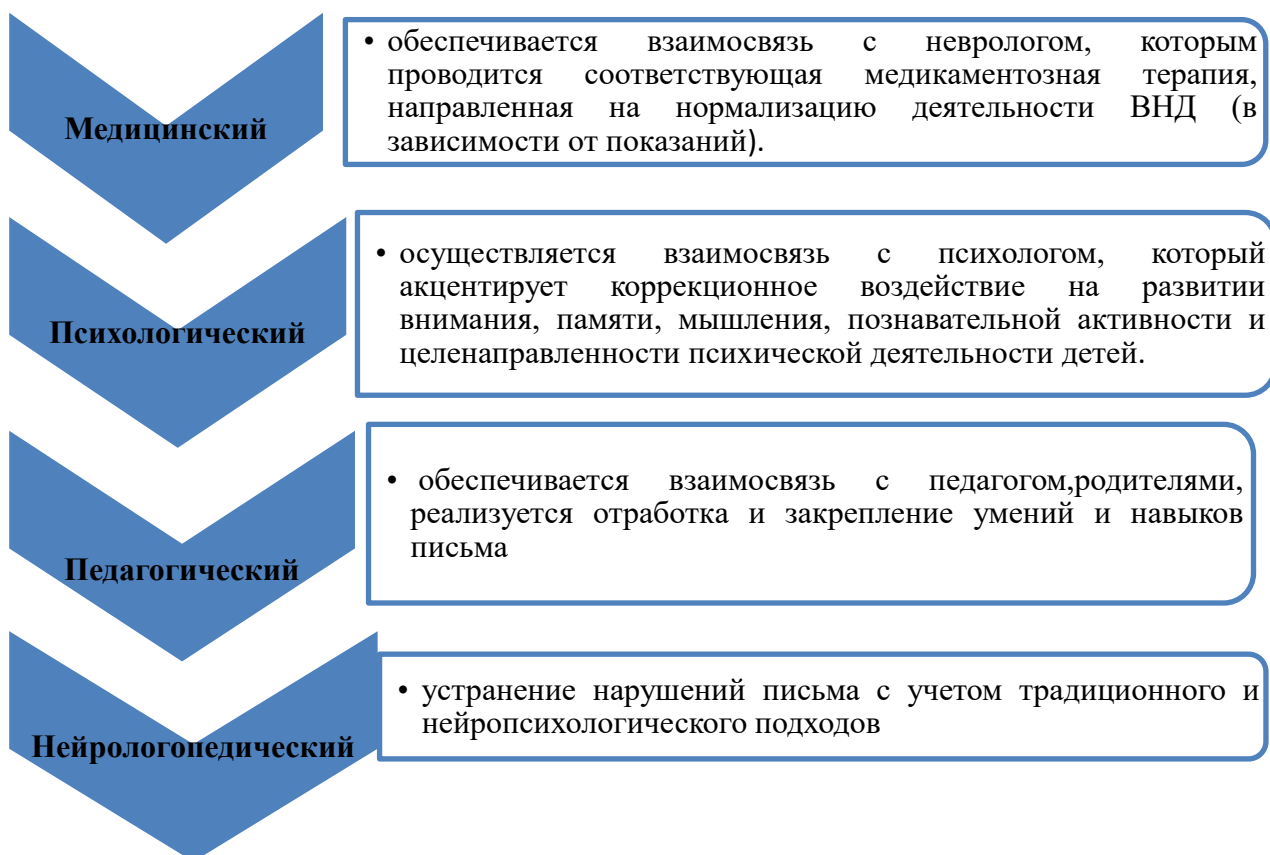 Медицинский
• обеспечивается взаимосвязь с неврологом, которым
проводится соответствующая медикаментозная терапия,
направленная на нормализацию деятельности ВНД (в
зависимости от показаний).
Психологический
• осуществляется взаимосвязь с психологом, который
акцентирует коррекционное воздействие на развитии
внимания, памяти, мышления, познавательной активности и
целенаправленности психической деятельности детей.
Педагогический
• обеспечивается взаимосвязь с педагогом,родителями,
реализуется отработка и закрепление умений и навыков
письма
Нейрологопедический
• устранение нарушений письма с учетом традиционного и
нейропсихологического подходов